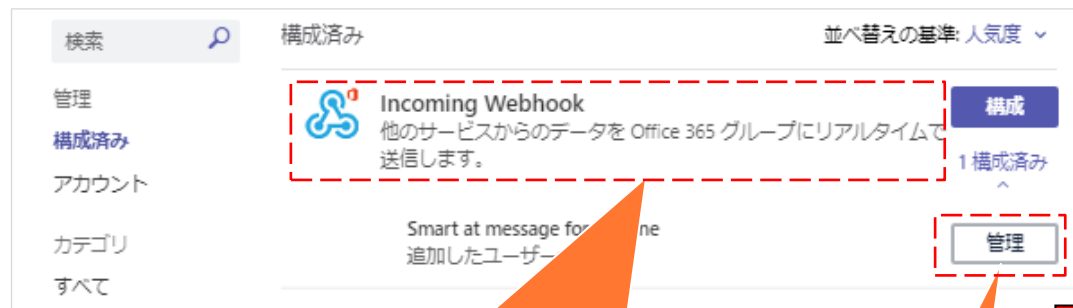 検索
構成済み
並べ替えの基準: 人気度
管理
構成済み
アカウント
カテゴリ
すべて
Incoming Webhook
他のサービスからのデータを Office 365 グループにリアルタイムで
送信します。
構成
1 構成済み
Smart at message for
追加したユーザー
管理